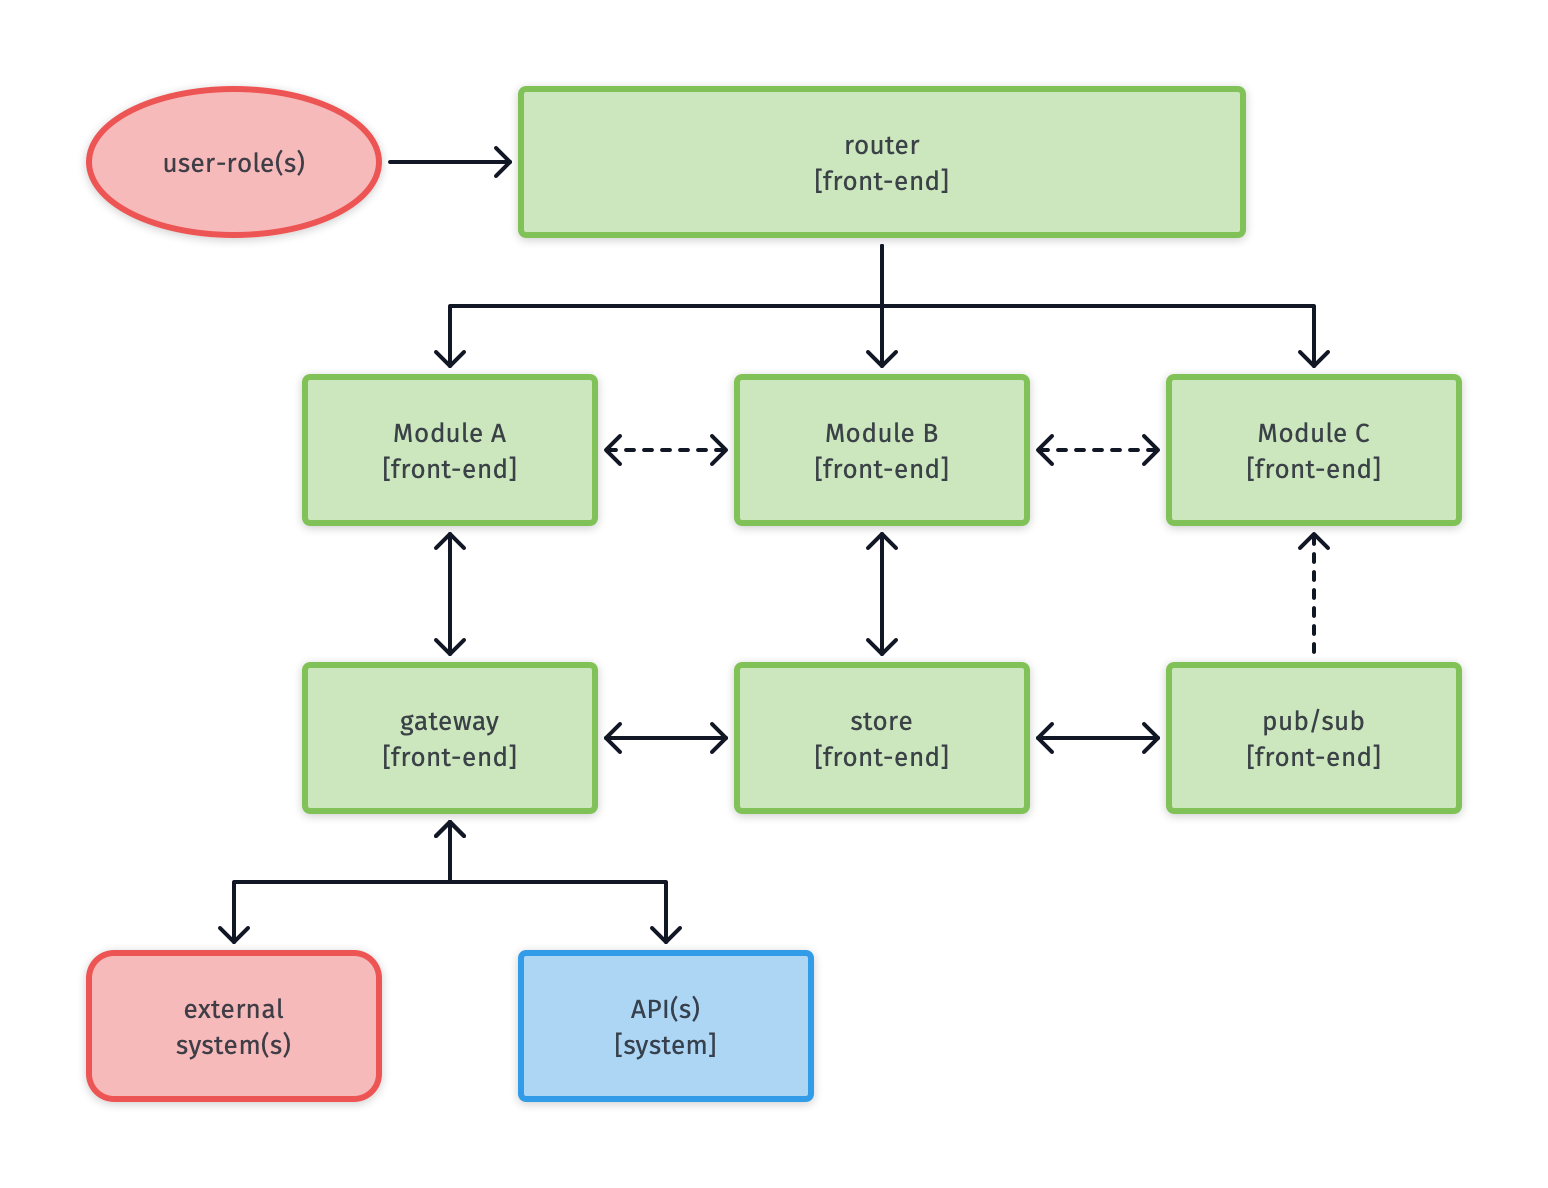 user-role(s)
router
[front-end]
Module A
[front-end]
Module B
[front-end]
Module C
[front-end]
gateway
[front-end]
store
[front-end]
pub/sub
[front-end]
external
system(s)
API(s)
[system]